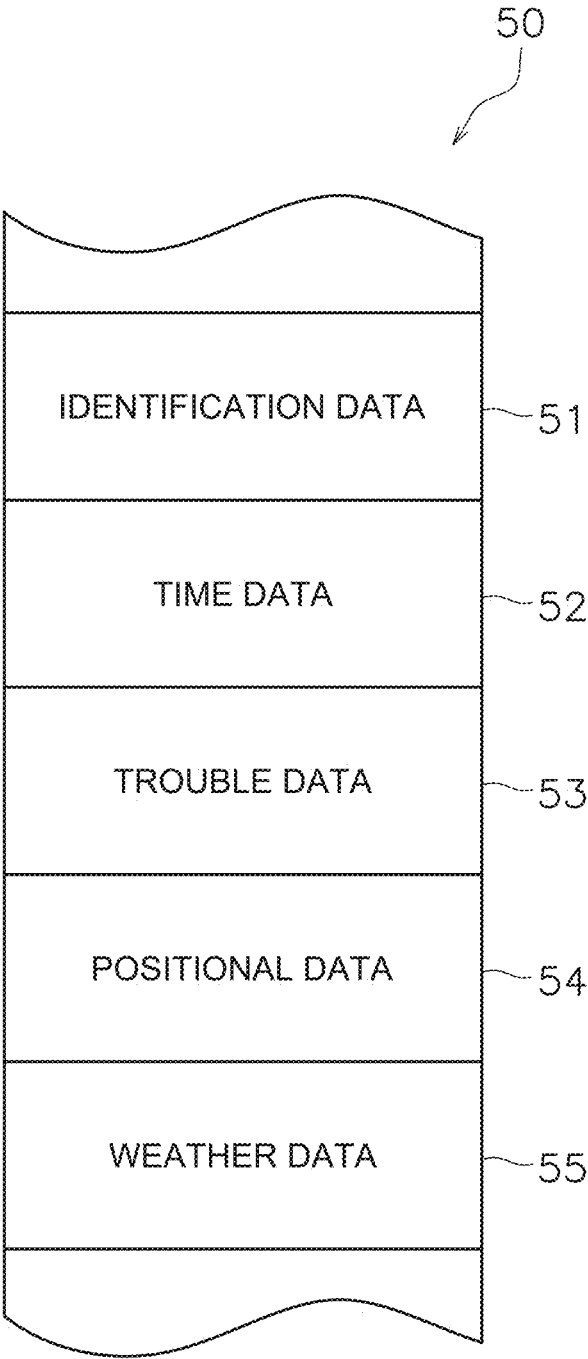 50
IDENTIFICATION DATA 51
TIME DATA 52
TROUBLE DATA 53
POSITIONAL DATA 54
WEATHER DATA 55